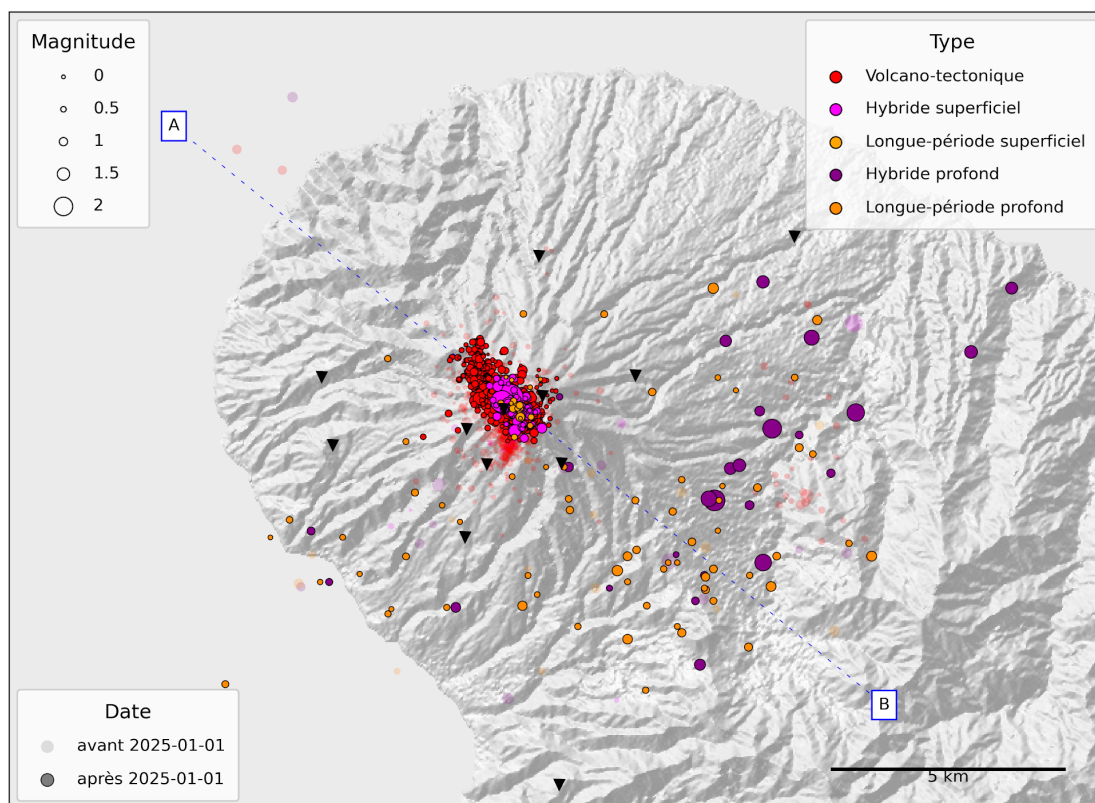 Magnitude
0
0.5
1
1.5
2
Type
Volcano-tectonique
Hybride superficiel
Longue-période superficiel
Hybride profond
Longue-période profond
A
B
Date
avant 2025-01-01
après 2025-01-01
5 km